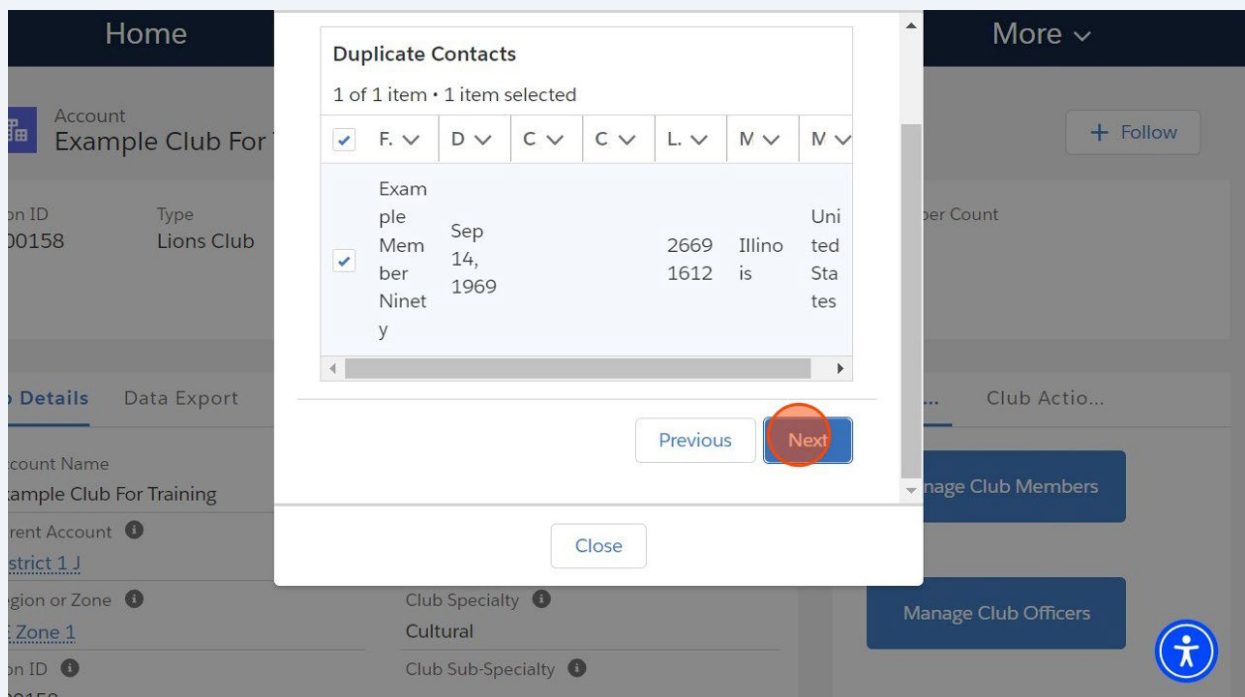 Home
More
Account
Example Club For
+ Follow
on ID
Type
00158
Lions Club
ber Count
Duplicate Contacts
1 of 1 item • 1 item selected
F.
D
C
C
L.
M
M
Exam
ple
Mem
ber
Ninet
y
Sep
14,
1969
2669
1612
Illino
is
Uni
ted
Sta
tes
Previous
Next
Close
Details
Data Export
...
Club Actio...
ccount Name
xample Club For Training
rent Account
strict 1 J
egion or Zone
Zone 1
on ID
Club Specialty
Cultural
Club Sub-Specialty
nage Club Members
Manage Club Officers